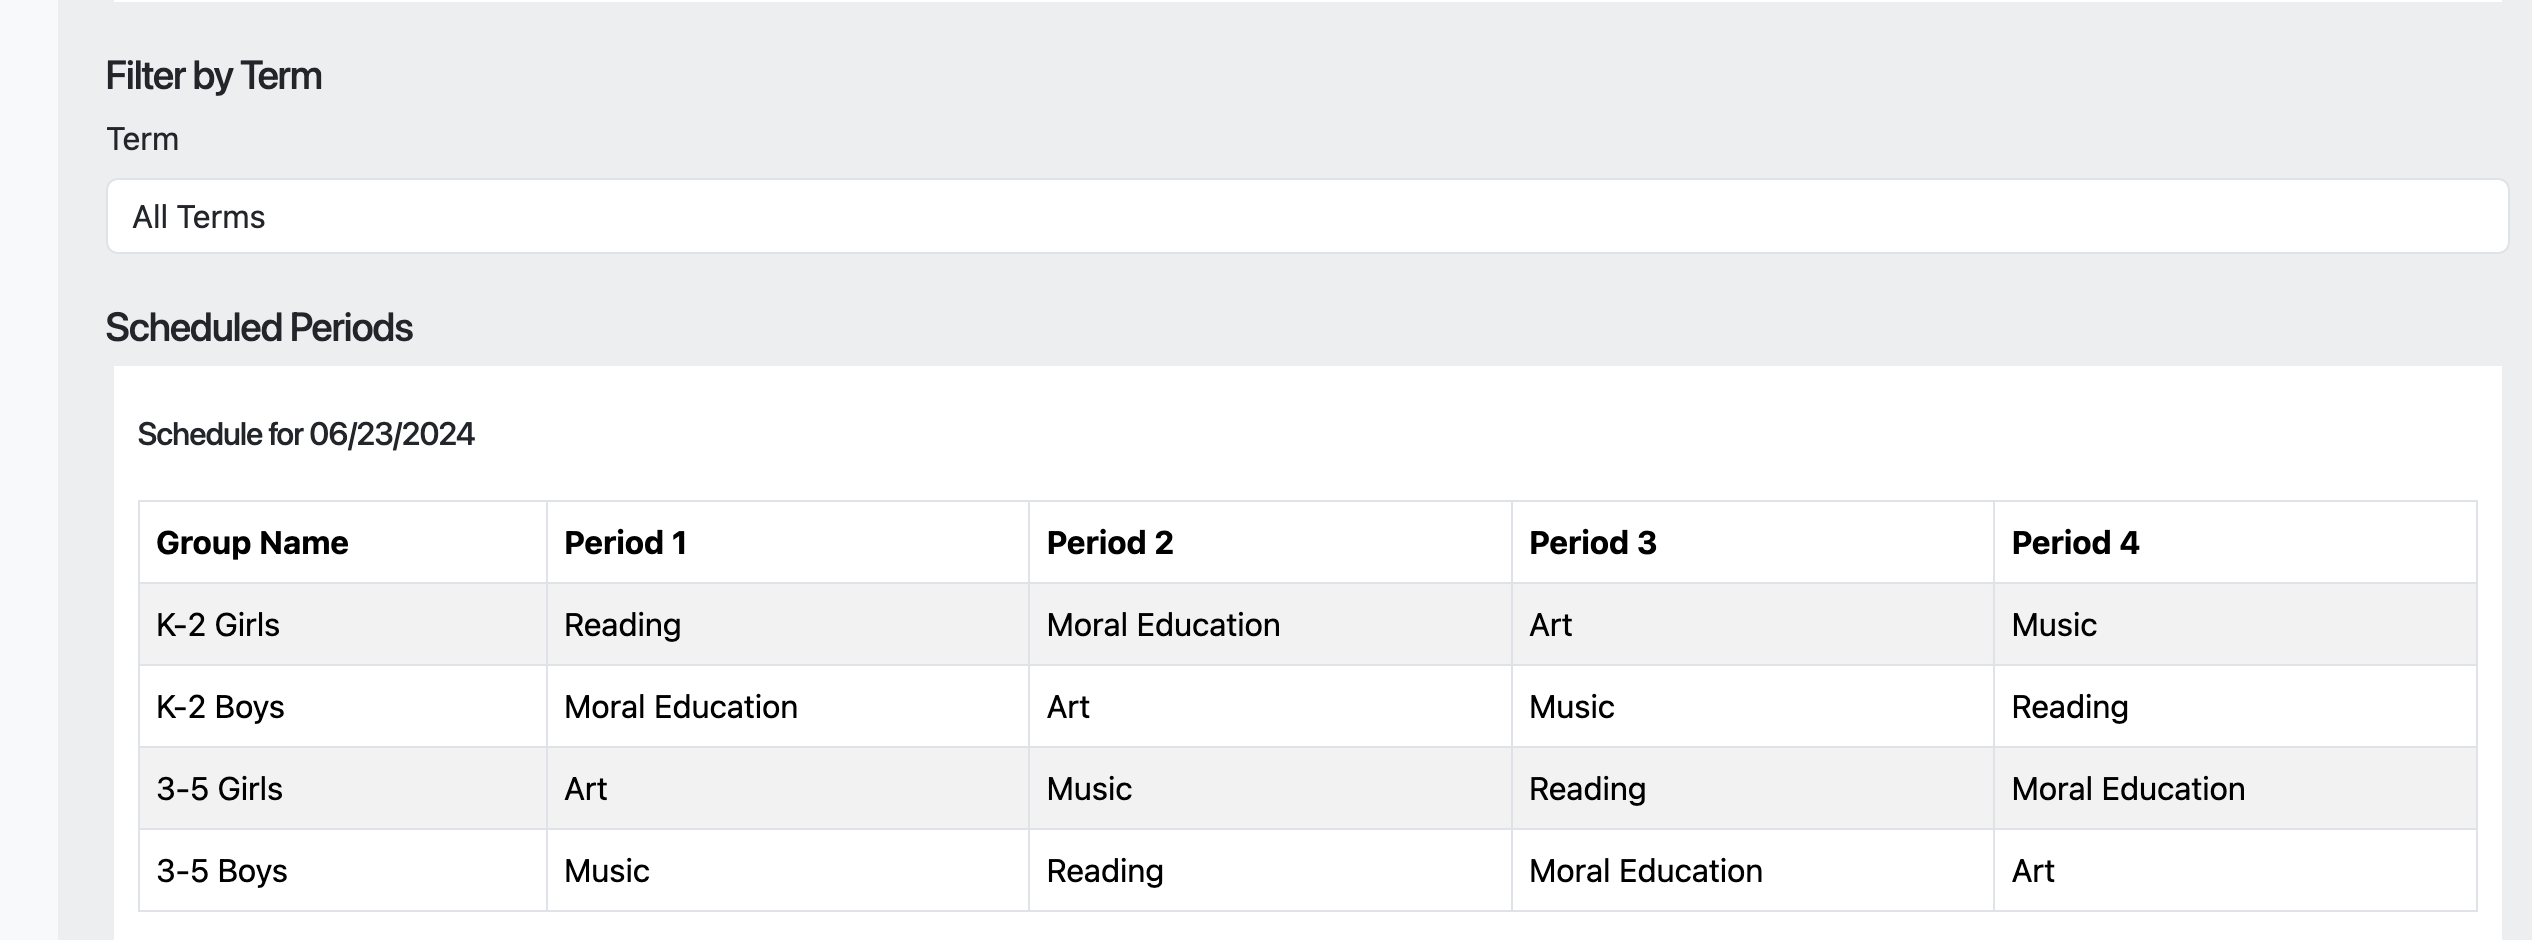 Filter by Term
Term
All Terms
Scheduled Periods
Schedule for 06/23/2024
Group Name Period 1 Period 2 Period 3 Period 4
K-2 Girls Reading Moral Education Art Music
K-2 Boys Moral Education Art Music Reading
3-5 Girls Art Music Reading Moral Education
3-5 Boys Music Reading Moral Education Art